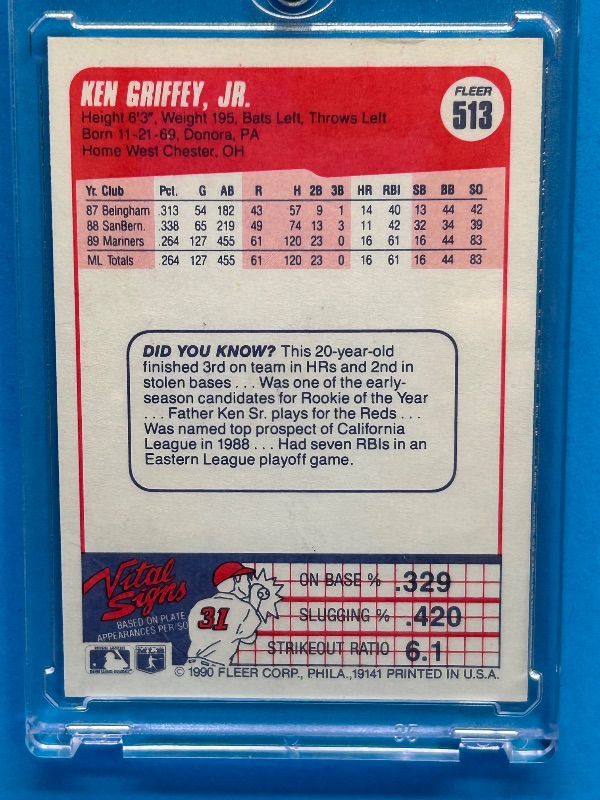 KEN GRIFFEY, JR.
FLEER
513
Height 6'3", Weight 195, Bats Left, Throws Left
Born 11-21-69, Donora, PA
Home West Chester, OH
Yr. Club Pct. G AB R H 2B 3B HR RBI SB BB SO
87 Belngham .313 54 182 43 57 9 1 14 40 13 44 42
88 SanBern. .338 65 219 49 74 13 3 11 42 32 34 39
89 Mariners .264 127 455 61 120 23 0 16 61 16 44 83
ML Totals .264 127 455 61 120 23 0 16 61 16 44 83
DID YOU KNOW? This 20-year-old
finished 3rd on team in HRs and 2nd in
stolen bases . . . Was one of the early-
season candidates for Rookie of the Year
. . . Father Ken Sr. plays for the Reds . . .
Was named top prospect of California
League in 1988 . . . Had seven RBIs in an
Eastern League playoff game.
Vital
Signs
BASED ON PLATE
APPEARANCES PER/SO
31
ON BASE % .329
SLUGGING % .420
STRIKEOUT RATIO 6.1
© 1990 FLEER CORP., PHILA.,19141 PRINTED IN U.S.A.